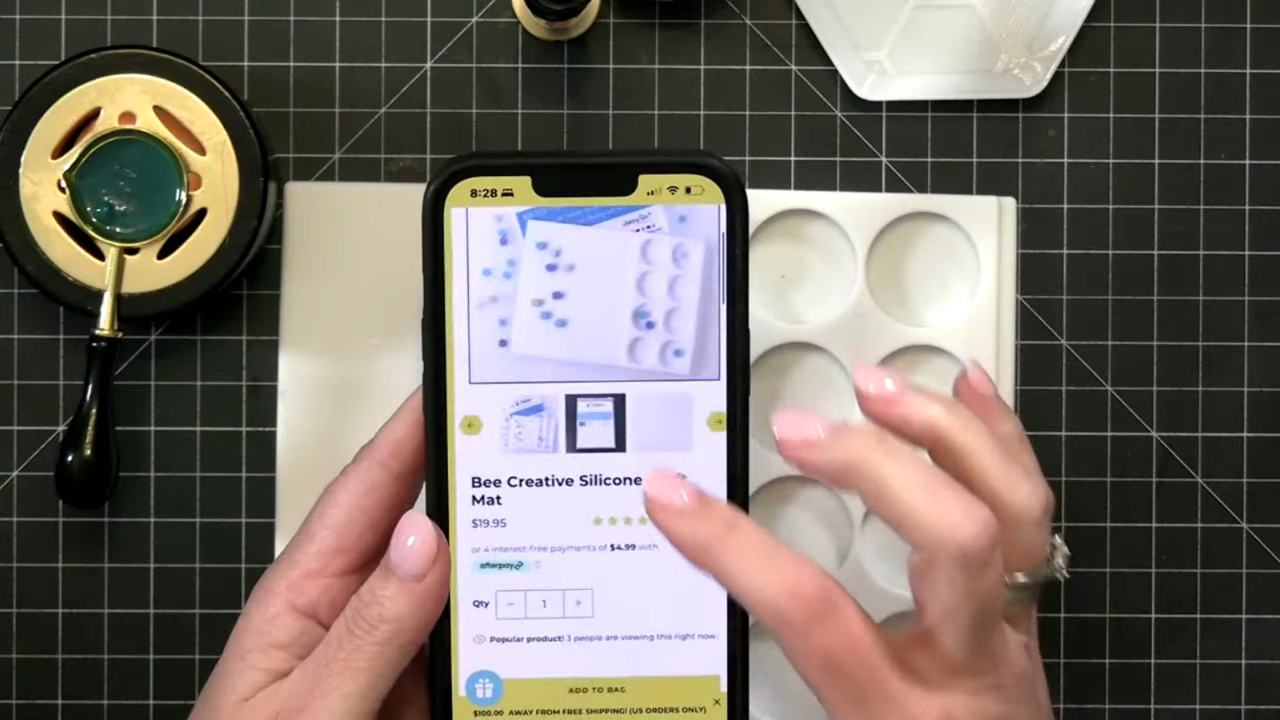 8:28
Bee Creative Silicone
Mat
$19.95
or 4 interest-free payments of $4.99 with
afterpay
Qty
1
Popular product! 3 people are viewing this right now.
ADD TO BAG
$100.00 AWAY FROM FREE SHIPPING! (US ORDERS ONLY)